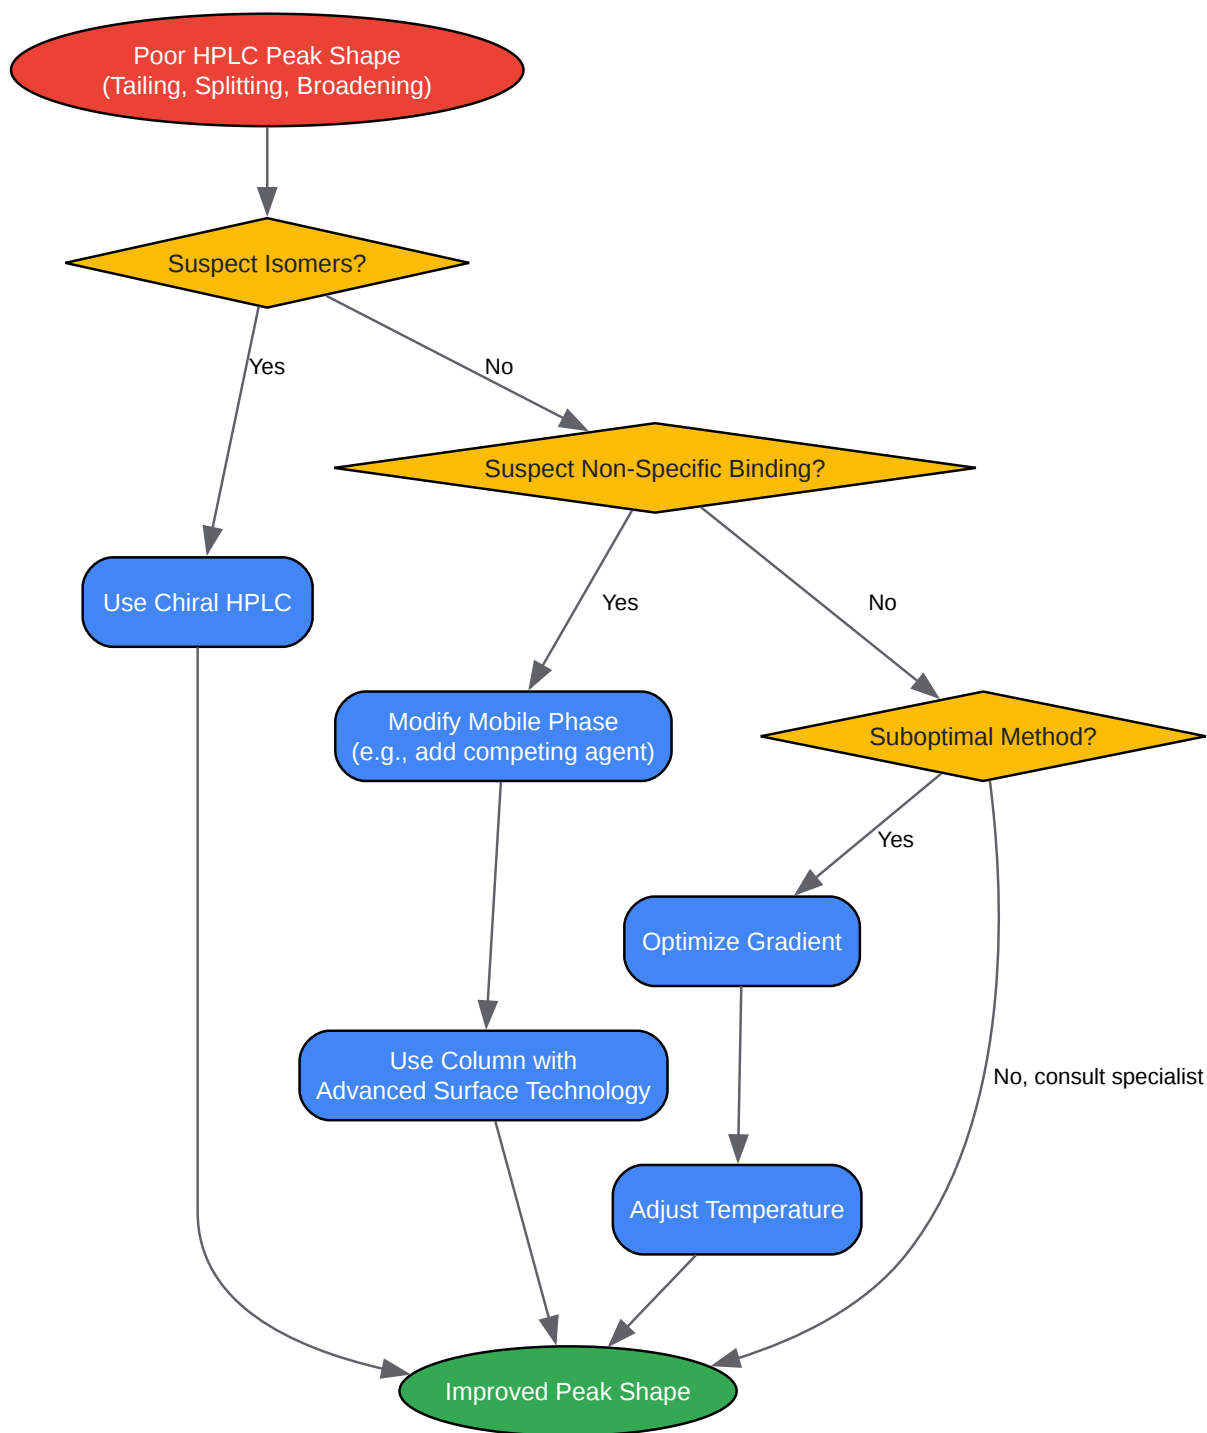 Poor HPLC Peak Shape
(Tailing, Splitting, Broadening)
Suspect Isomers?
Yes
No
Suspect Non-Specific Binding?
Use Chiral HPLC
Yes
No
Modify Mobile Phase
(e.g., add competing agent)
Suboptimal Method?
Yes
Optimize Gradient
Use Column with
Advanced Surface Technology
No, consult specialist
Adjust Temperature
Improved Peak Shape